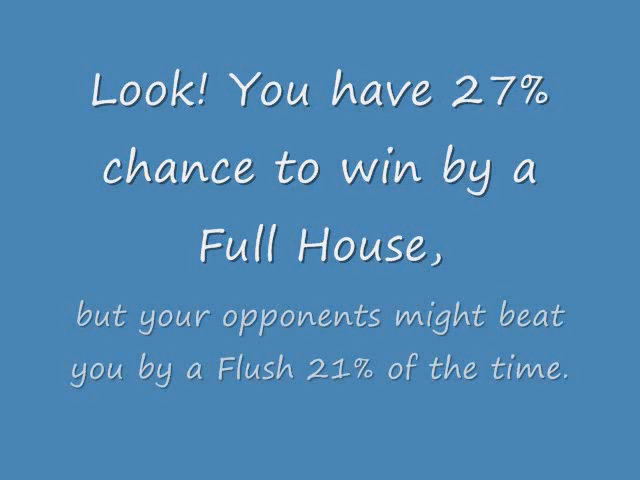 Look! You have 27%
chance to win by a
Full House,
but your opponents might beat
you by a Flush 21% of the time.